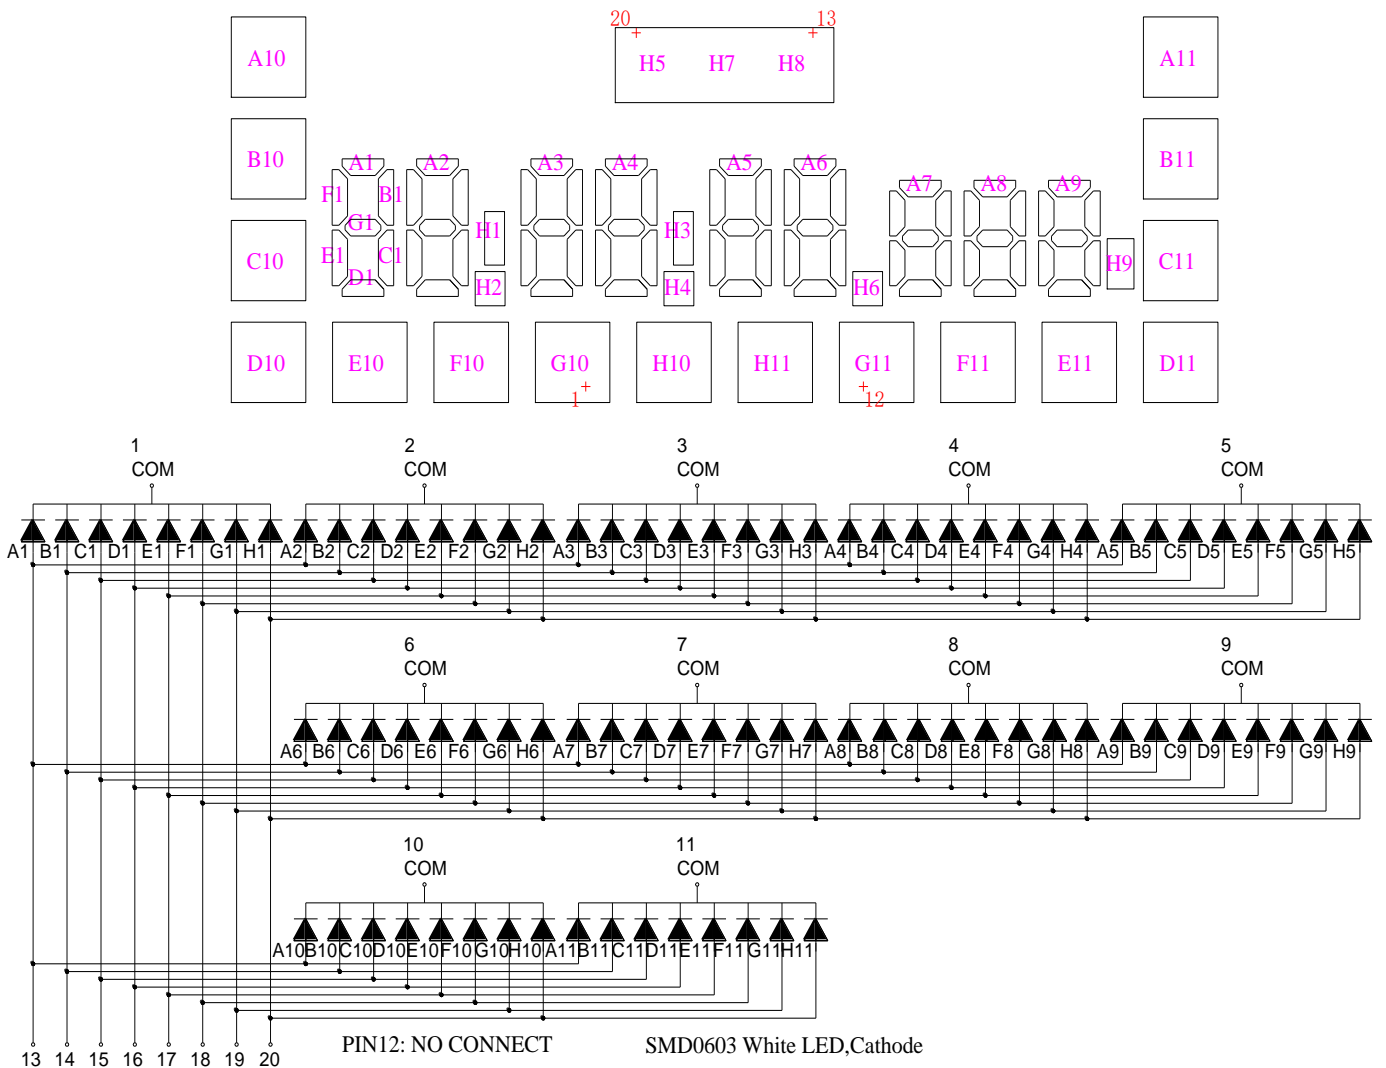 20 13
A10 H5 H7 H8 A11
B10 A1 A2 A3 A4 A5 A6 B11
F1 B1 A7 A8 A9
G1 H1 H3
C10 E1 C1 H9 C11
D1 H2 H4 H6
D10 E10 F10 G10 H10 H11 G11 F11 E11 D11
1 12
1 2 3 4 5
COM COM COM COM COM
A1 B1 C1 D1 E1 F1 G1 H1 A2 B2 C2 D2 E2 F2 G2 H2 A3 B3 C3 D3 E3 F3 G3 H3 A4 B4 C4 D4 E4 F4 G4 H4 A5 B5 C5 D5 E5 F5 G5 H5
6 7 8 9
COM COM COM COM
A6 B6 C6 D6 E6 F6 G6 H6 A7 B7 C7 D7 E7 F7 G7 H7 A8 B8 C8 D8 E8 F8 G8 H8 A9 B9 C9 D9 E9 F9 G9 H9
10 11
COM COM
A10 B10 C10 D10 E10 F10 G10 H10 A11 B11 C11 D11 E11 F11 G11 H11
PIN12: NO CONNECT SMD0603 White LED,Cathode
13 14 15 16 17 18 19 20